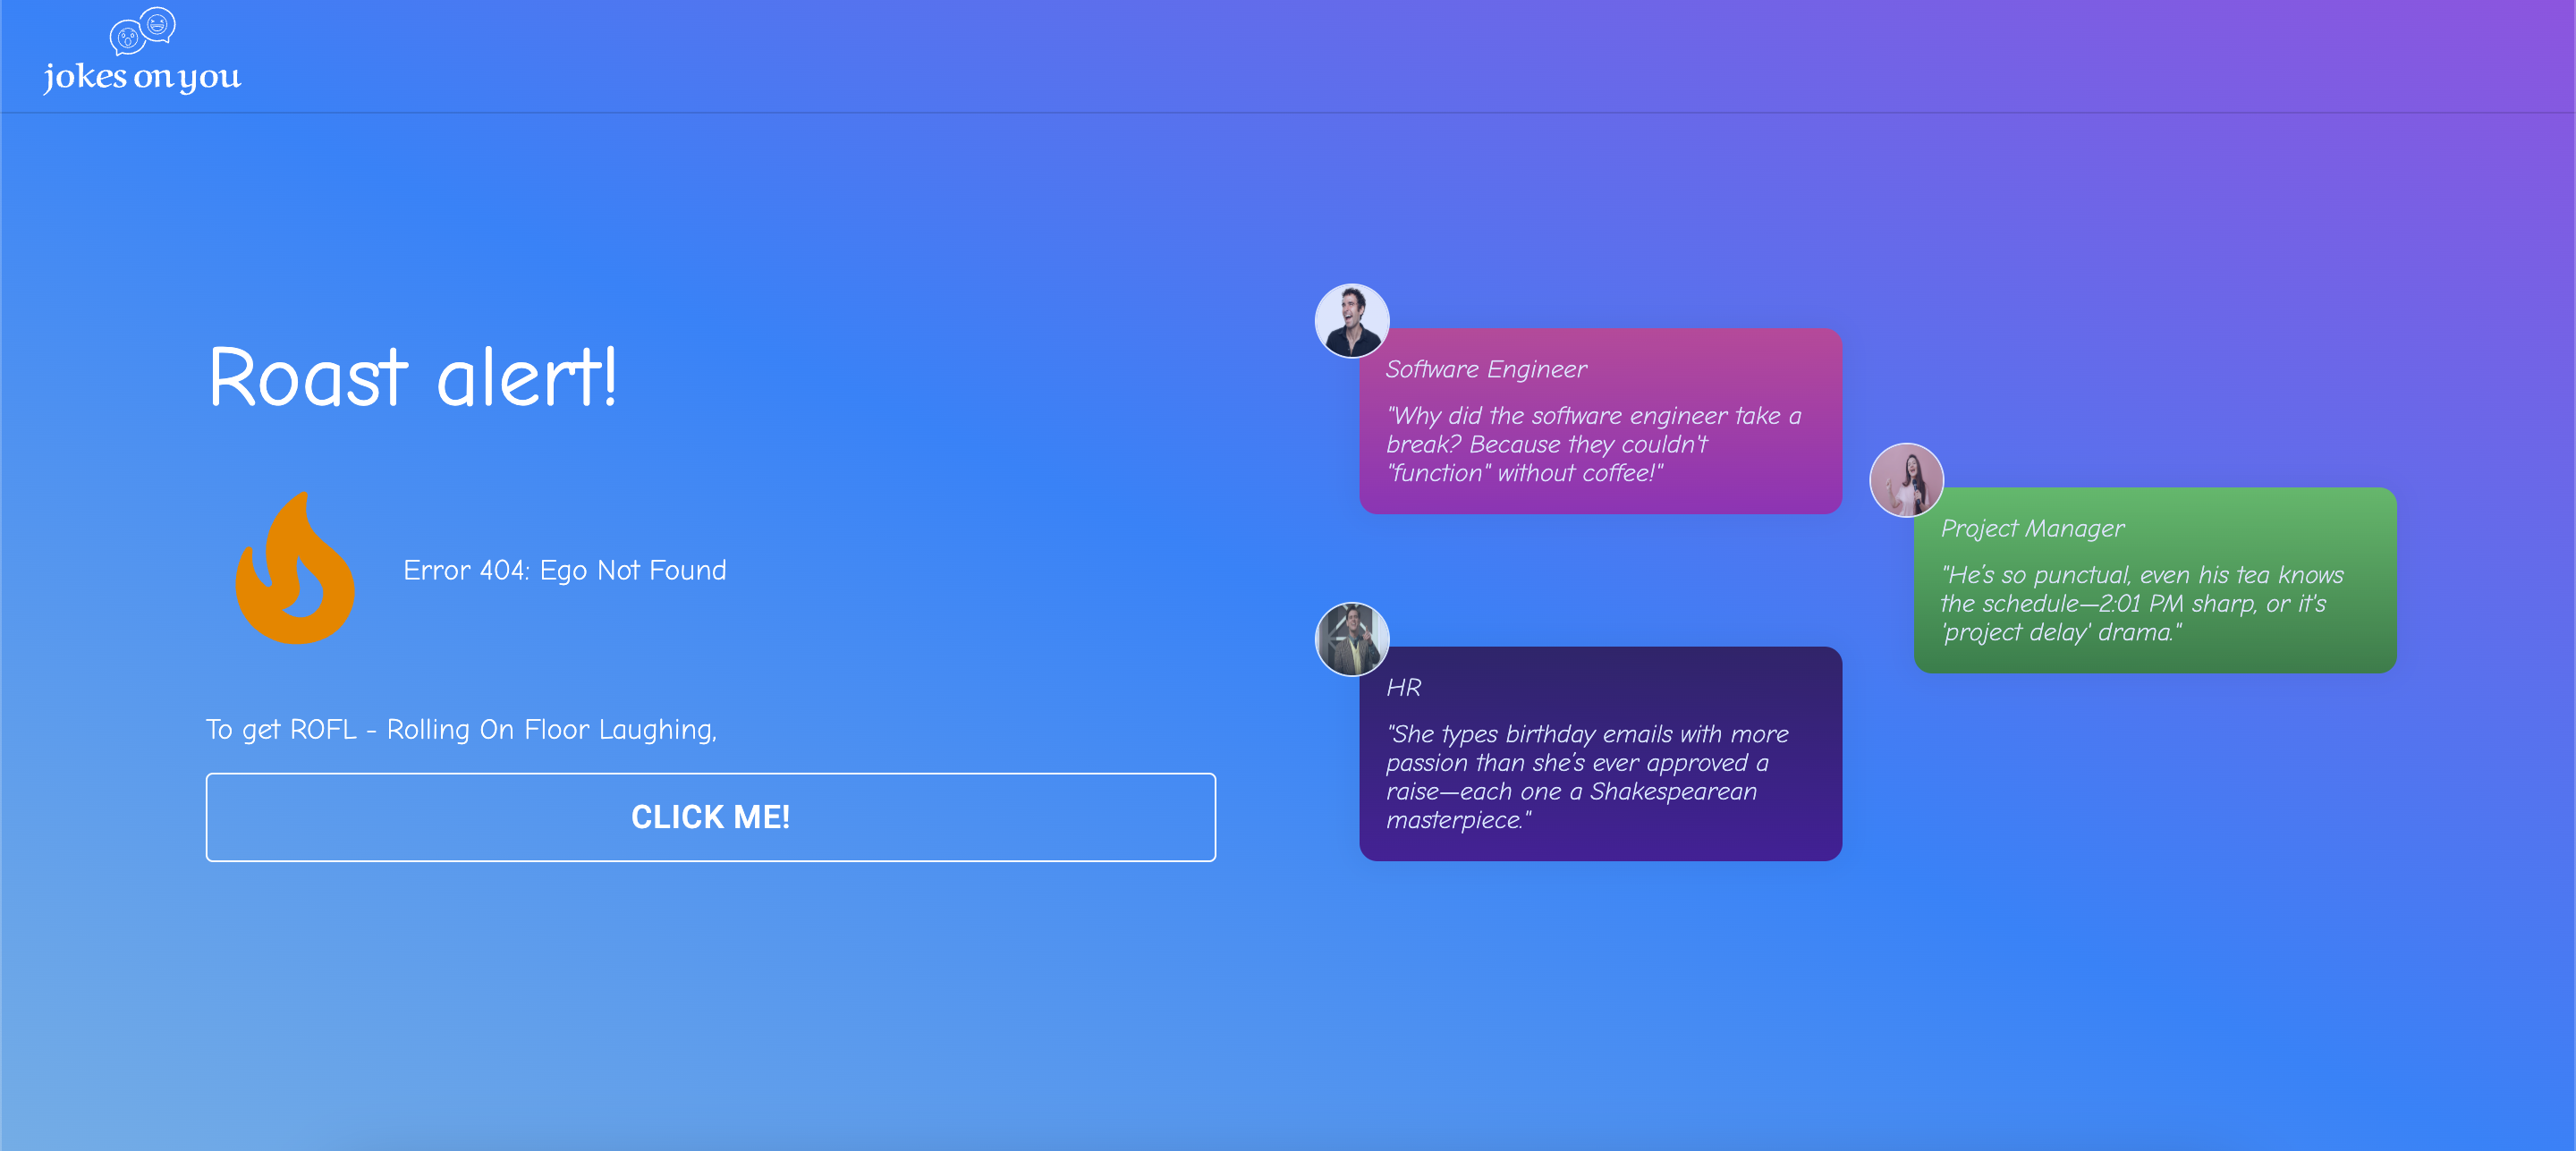 jokes on you
Roast alert!
Error 404: Ego Not Found
To get ROFL - Rolling On Floor Laughing,
CLICK ME!
Software Engineer
"Why did the software engineer take a
break? Because they couldn't
"function" without coffee!"
Project Manager
"He's so punctual, even his tea knows
the schedule—2:01 PM sharp, or it's
'project delay' drama."
HR
"She types birthday emails with more
passion than she's ever approved a
raise—each one a Shakespearean
masterpiece."